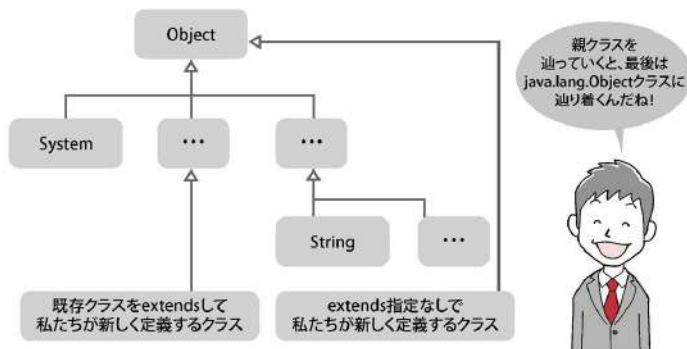 Object
親クラスを
辿っていくと、最後は
java.lang.Objectクラスに
辿り着くんだね!
System
…
…
String
…
既存クラスをextendsして
私たちが新しく定義するクラス
extends指定なしで
私たちが新しく定義するクラス